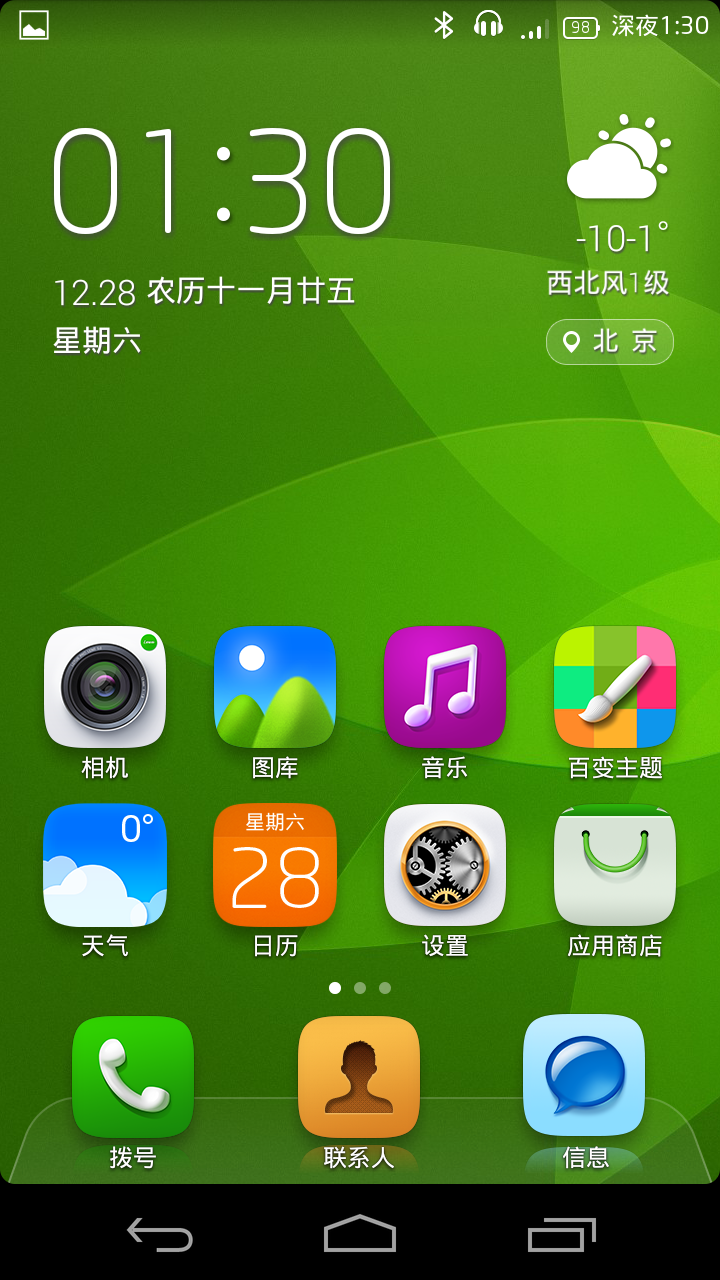 98 深夜1:30
01:30
-10-1°
12.28 农历十一月廿五
西北风1级
星期六
北 京
相机
图库
音乐
百变主题
0°
星期六
28
天气
日历
设置
应用商店
拨号
联系人
信息